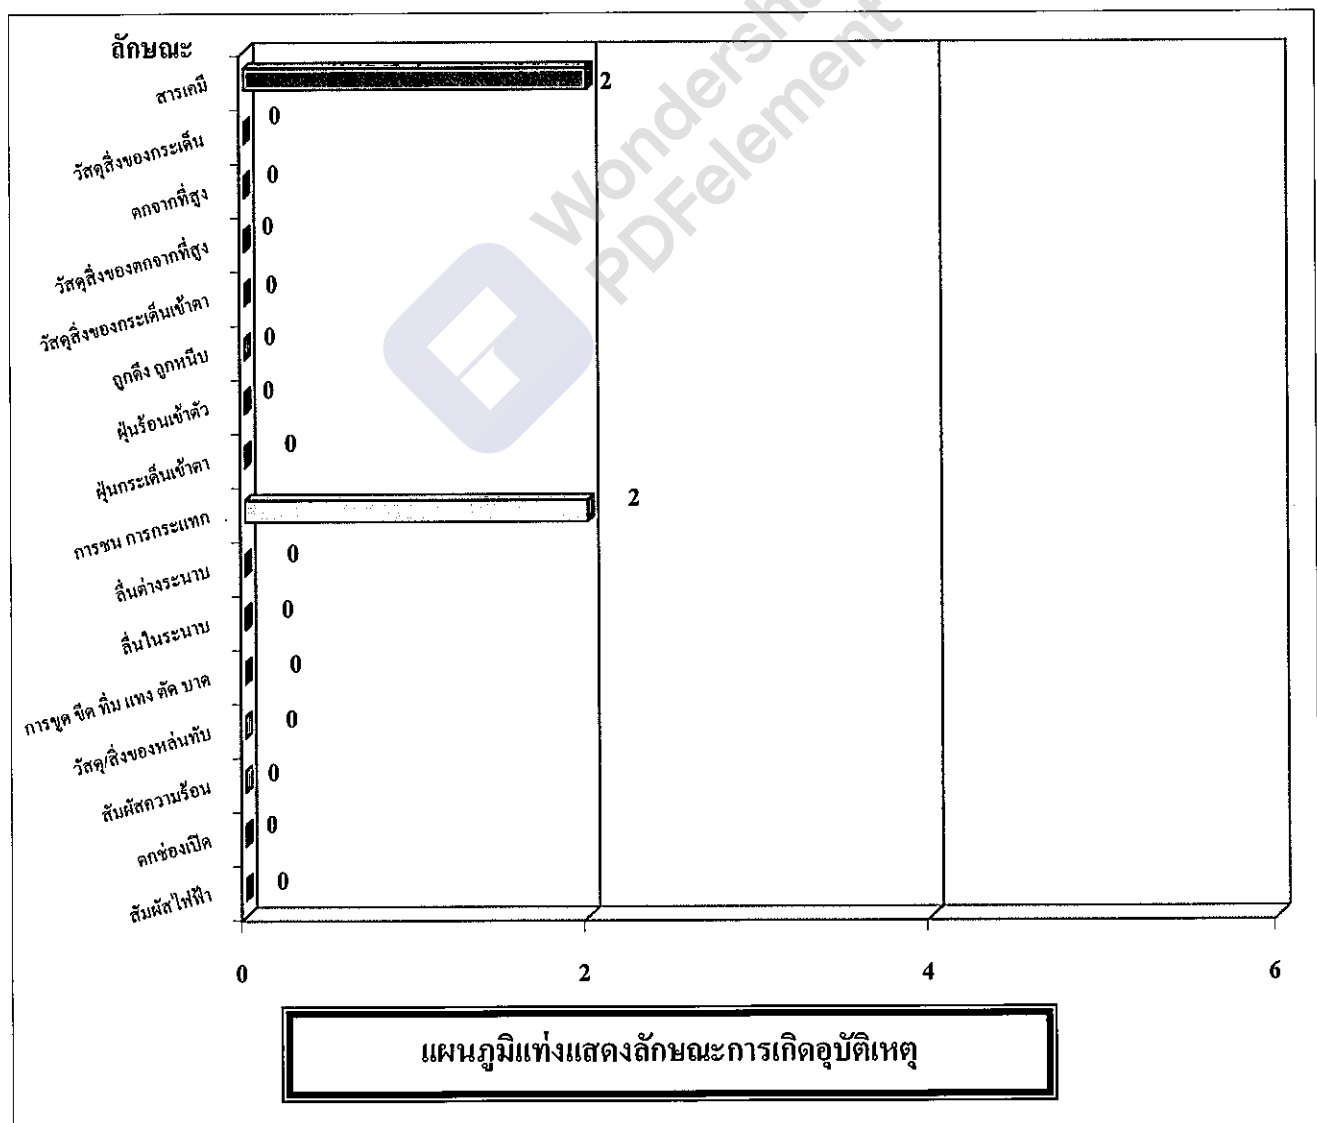 ลักษณะ
สารเคมี 2
วัสดุสิ่งของกระเด็น 0
ตกจากที่สูง 0
วัสดุสิ่งของตกจากที่สูง 0
วัสดุสิ่งของกระเด็นเข้าตา 0
ถูกดึง ถูกหนีบ 0
ฝุ่นร้อนเข้าตัว 0
ฝุ่นกระเด็นเข้าตา 0
การชน การกระแทก 2
ลื่นต่างระนาบ 0
ลื่นในระนาบ 0
การขูด ขีด ทิ่ม แทง ตัด บาด 0
วัสดุ/สิ่งของหล่นทับ 0
สัมผัสความร้อน 0
ตกช่องเปิด 0
สัมผัสไฟฟ้า 0
0 2 4 6
แผนภูมิแท่งแสดงลักษณะการเกิดอุบัติเหตุ
Wondersha
PDFelement